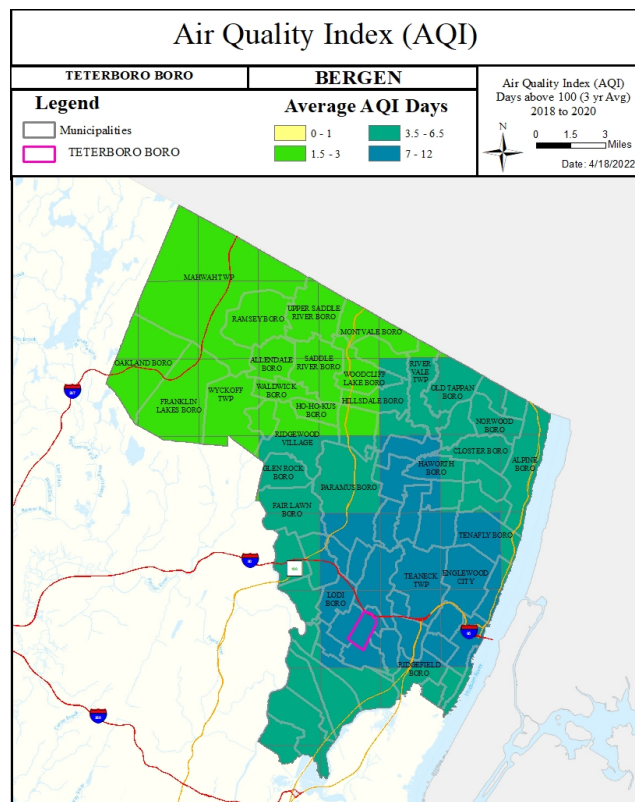 Air Quality Index (AQI)
TETERBORO BORO
BERGEN
Legend
Municipalities
TETERBORO BORO
Average AQI Days
0 - 1
1.5 - 3
3.5 - 6.5
7 - 12
Air Quality Index (AQI)
Days above 100 (3 yr Avg)
2018 to 2020
N
0 1.5 3
Miles
Date: 4/18/2022
MAHWAH TWP
RAMSEY BORO
UPPER SADDLE
RIVER BORO
MONTVALE BORO
OAKLAND BORO
ALLENDALE
BORO
SADDLE
RIVER BORO
WOODCLIFF
LAKE BORO
RIVER
VALE
TWP
OLD TAPPAN
BORO
FRANKLIN
LAKES BORO
WYCKOFF
TWP
WALDWICK
BORO
HO-HO-KUS
BORO
HILLSDALE BORO
NORWOOD
BORO
RIDGEWOOD
VILLAGE
CLOSTER BORO
ALPINE
BORO
GLEN ROCK
BORO
HAWORTH
BORO
PARAMUS BORO
FAIR LAWN
BORO
TENAFLY BORO
TEANECK
TWP
ENGLEWOOD
CITY
LODI
BORO
RIDGEFIELD
BORO